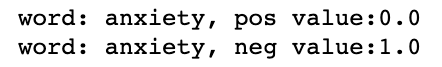 word: anxiety, pos value:0.0
word: anxiety, neg value:1.0